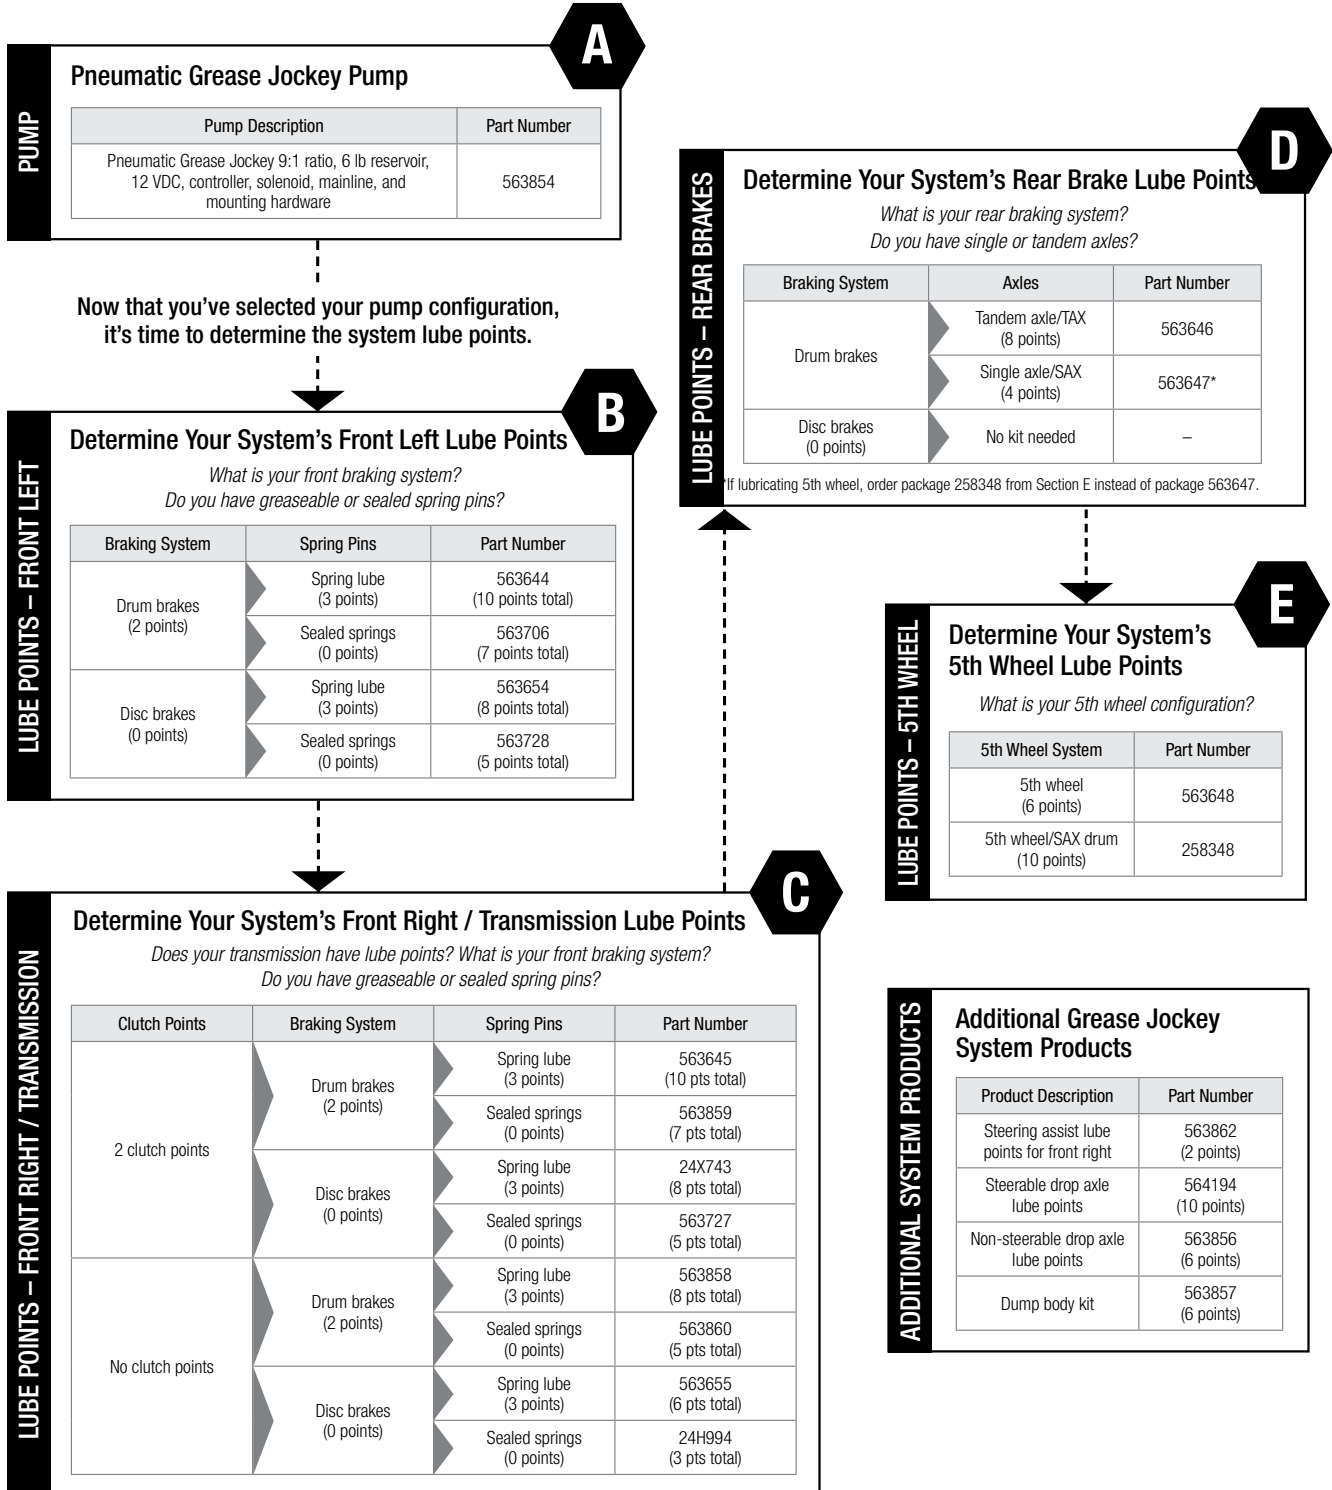 A
PUMP
Pneumatic Grease Jockey Pump
Pump Description Part Number
Pneumatic Grease Jockey 9:1 ratio, 6 lb reservoir,
12 VDC, controller, solenoid, mainline, and
mounting hardware
563854
Now that you’ve selected your pump configuration,
it’s time to determine the system lube points.
B
LUBE POINTS – FRONT LEFT
Determine Your System’s Front Left Lube Points
What is your front braking system?
Do you have greaseable or sealed spring pins?
Braking System Spring Pins Part Number
Drum brakes
(2 points)
Spring lube
(3 points)
563644
(10 points total)
Sealed springs
(0 points)
563706
(7 points total)
Disc brakes
(0 points)
Spring lube
(3 points)
563654
(8 points total)
Sealed springs
(0 points)
563728
(5 points total)
C
LUBE POINTS – FRONT RIGHT / TRANSMISSION
Determine Your System’s Front Right / Transmission Lube Points
Does your transmission have lube points? What is your front braking system?
Do you have greaseable or sealed spring pins?
Clutch Points Braking System Spring Pins Part Number
2 clutch points
Drum brakes
(2 points)
Spring lube
(3 points)
563645
(10 pts total)
Sealed springs
(0 points)
563859
(7 pts total)
Disc brakes
(0 points)
Spring lube
(3 points)
24X743
(8 pts total)
Sealed springs
(0 points)
563727
(5 pts total)
No clutch points
Drum brakes
(2 points)
Spring lube
(3 points)
563858
(8 pts total)
Sealed springs
(0 points)
563860
(5 pts total)
Disc brakes
(0 points)
Spring lube
(3 points)
563655
(6 pts total)
Sealed springs
(0 points)
24H994
(3 pts total)
D
LUBE POINTS – REAR BRAKES
Determine Your System’s Rear Brake Lube Points
What is your rear braking system?
Do you have single or tandem axles?
Braking System Axles Part Number
Drum brakes
Tandem axle/TAX
(8 points)
563646
Single axle/SAX
(4 points)
563647*
Disc brakes
(0 points)
No kit needed
–
*If lubricating 5th wheel, order package 258348 from Section E instead of package 563647.
E
LUBE POINTS – 5TH WHEEL
Determine Your System’s
5th Wheel Lube Points
What is your 5th wheel configuration?
5th Wheel System Part Number
5th wheel
(6 points)
563648
5th wheel/SAX drum
(10 points)
258348
ADDITIONAL SYSTEM PRODUCTS
Additional Grease Jockey
System Products
Product Description Part Number
Steering assist lube
points for front right
563862
(2 points)
Steerable drop axle
lube points
564194
(10 points)
Non-steerable drop axle
lube points
563856
(6 points)
Dump body kit
563857
(6 points)